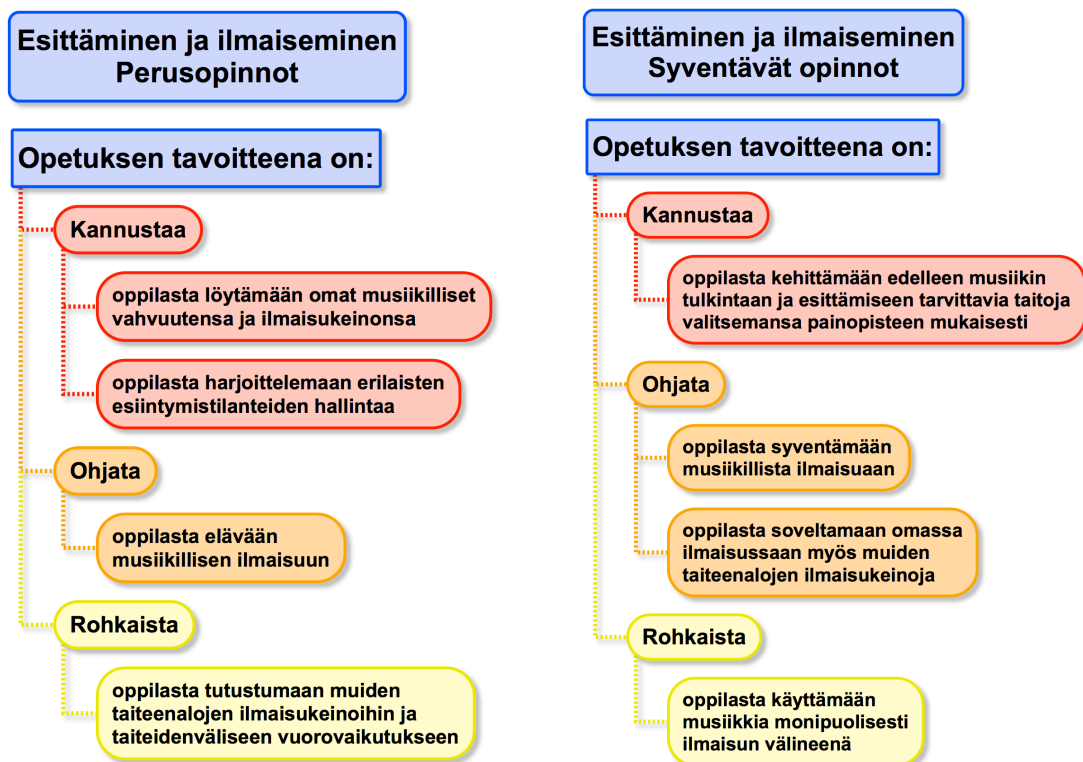 Esittäminen ja ilmaiseminen
Perusopinnot
Opetuksen tavoitteena on:
Kannustaa
oppilasta löytämään omat musiikilliset
vahvuutensa ja ilmaisukeinonsa
oppilasta harjoittelemaan erilaisten
esiintymistilanteiden hallintaa
Ohjata
oppilasta elävään
musiikillisen ilmaisuun
Rohkaista
oppilasta tutustumaan muiden
taiteenalojen ilmaisukeinoihin ja
taiteidenväliseen vuorovaikutukseen
Esittäminen ja ilmaiseminen
Syventävät opinnot
Opetuksen tavoitteena on:
Kannustaa
oppilasta kehittämään edelleen musiikin
tulkintaan ja esittämiseen tarvittavia taitoja
valitsemansa painopisteen mukaisesti
Ohjata
oppilasta syventämään
musiikillista ilmaisuaan
oppilasta soveltamaan omassa
ilmaisussaan myös muiden
taiteenalojen ilmaisukeinoja
Rohkaista
oppilasta käyttämään
musiikkia monipuolisesti
ilmaisun välineenä